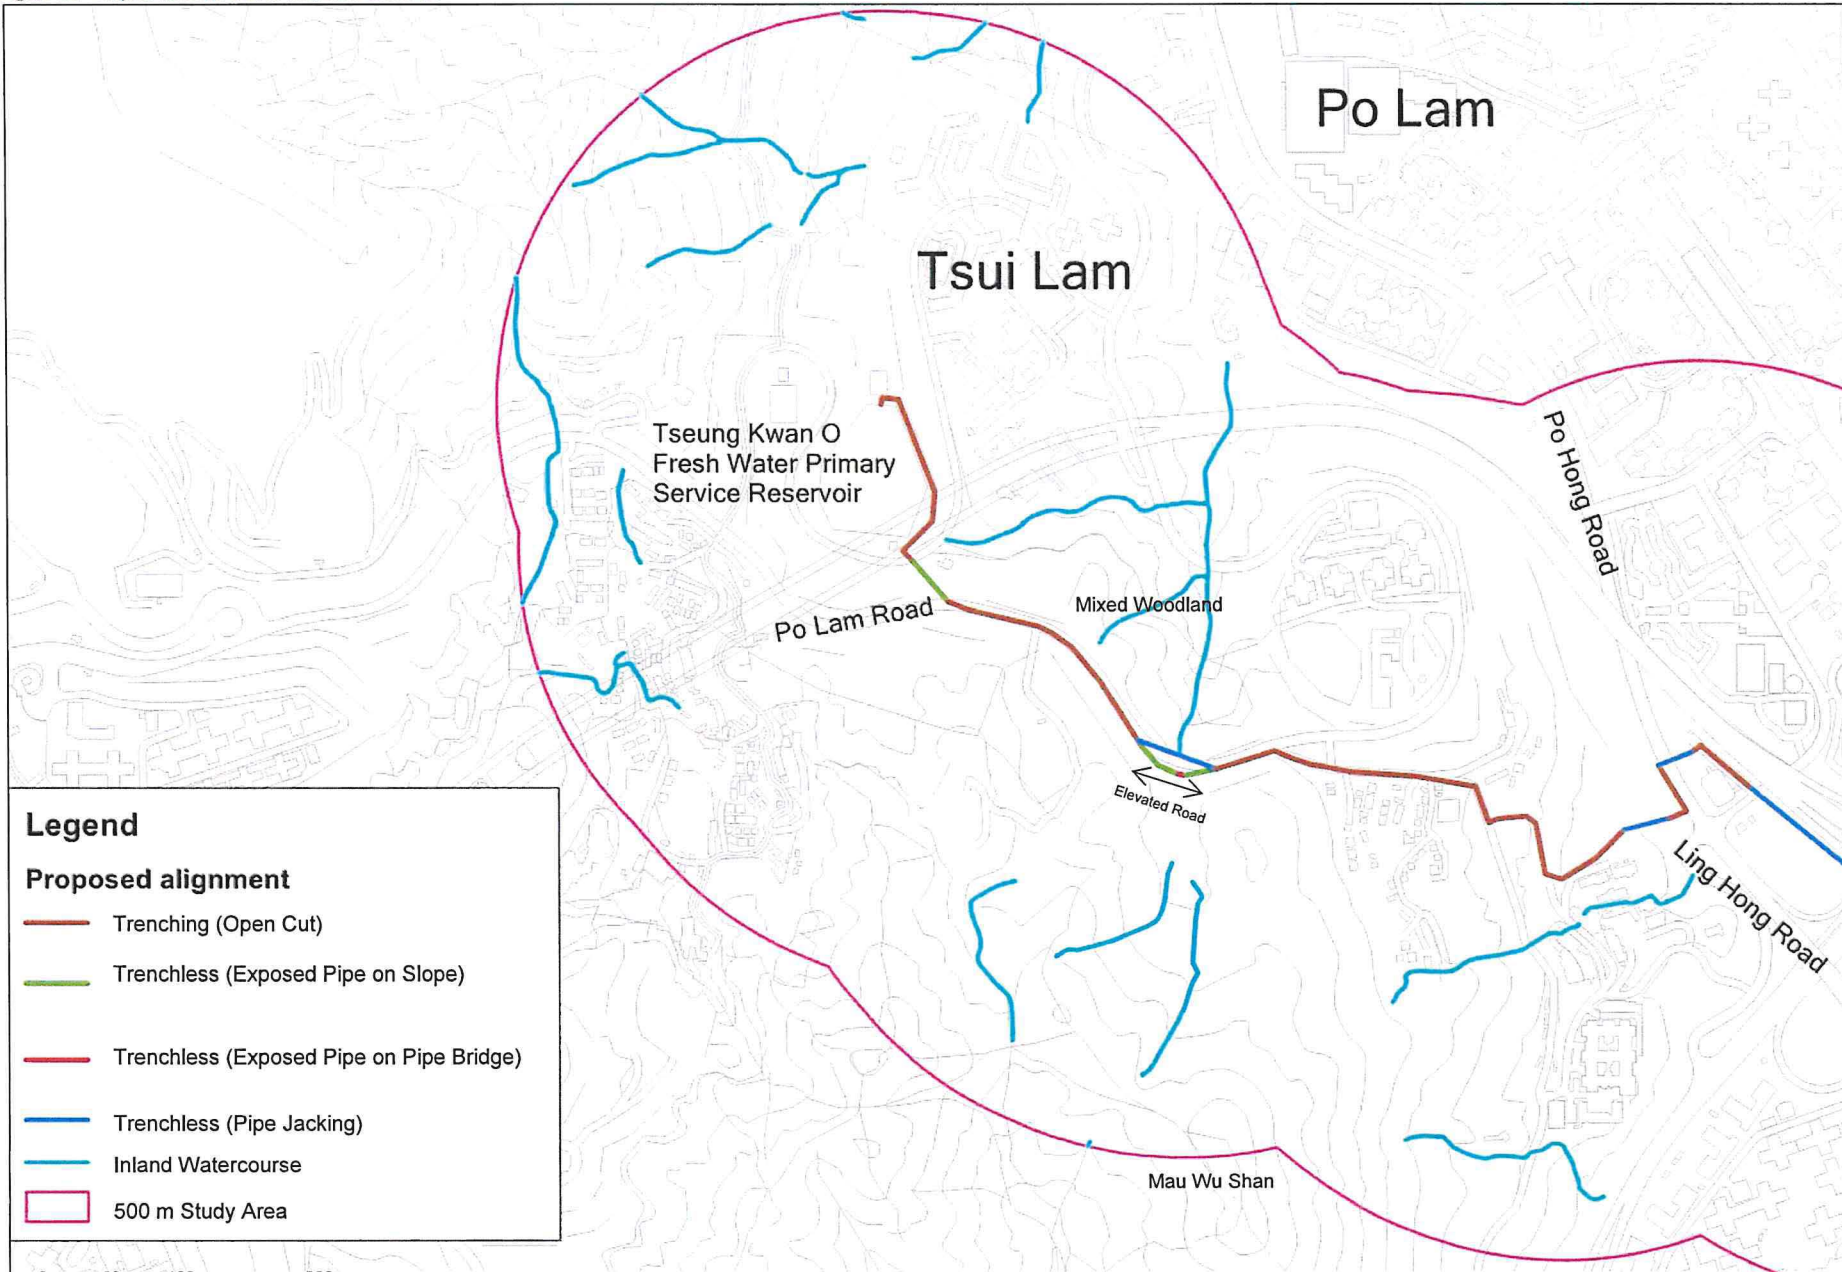 Po Lam
Tsui Lam
Tseung Kwan O
Fresh Water Primary
Service Reservoir
Po Hong Road
Po Lam Road
Mixed Woodland
Elevated Road
Ling Hong Road
Mau Wu Shan
Legend
Proposed alignment
Trenching (Open Cut)
Trenchless (Exposed Pipe on Slope)
Trenchless (Exposed Pipe on Pipe Bridge)
Trenchless (Pipe Jacking)
Inland Watercourse
500 m Study Area